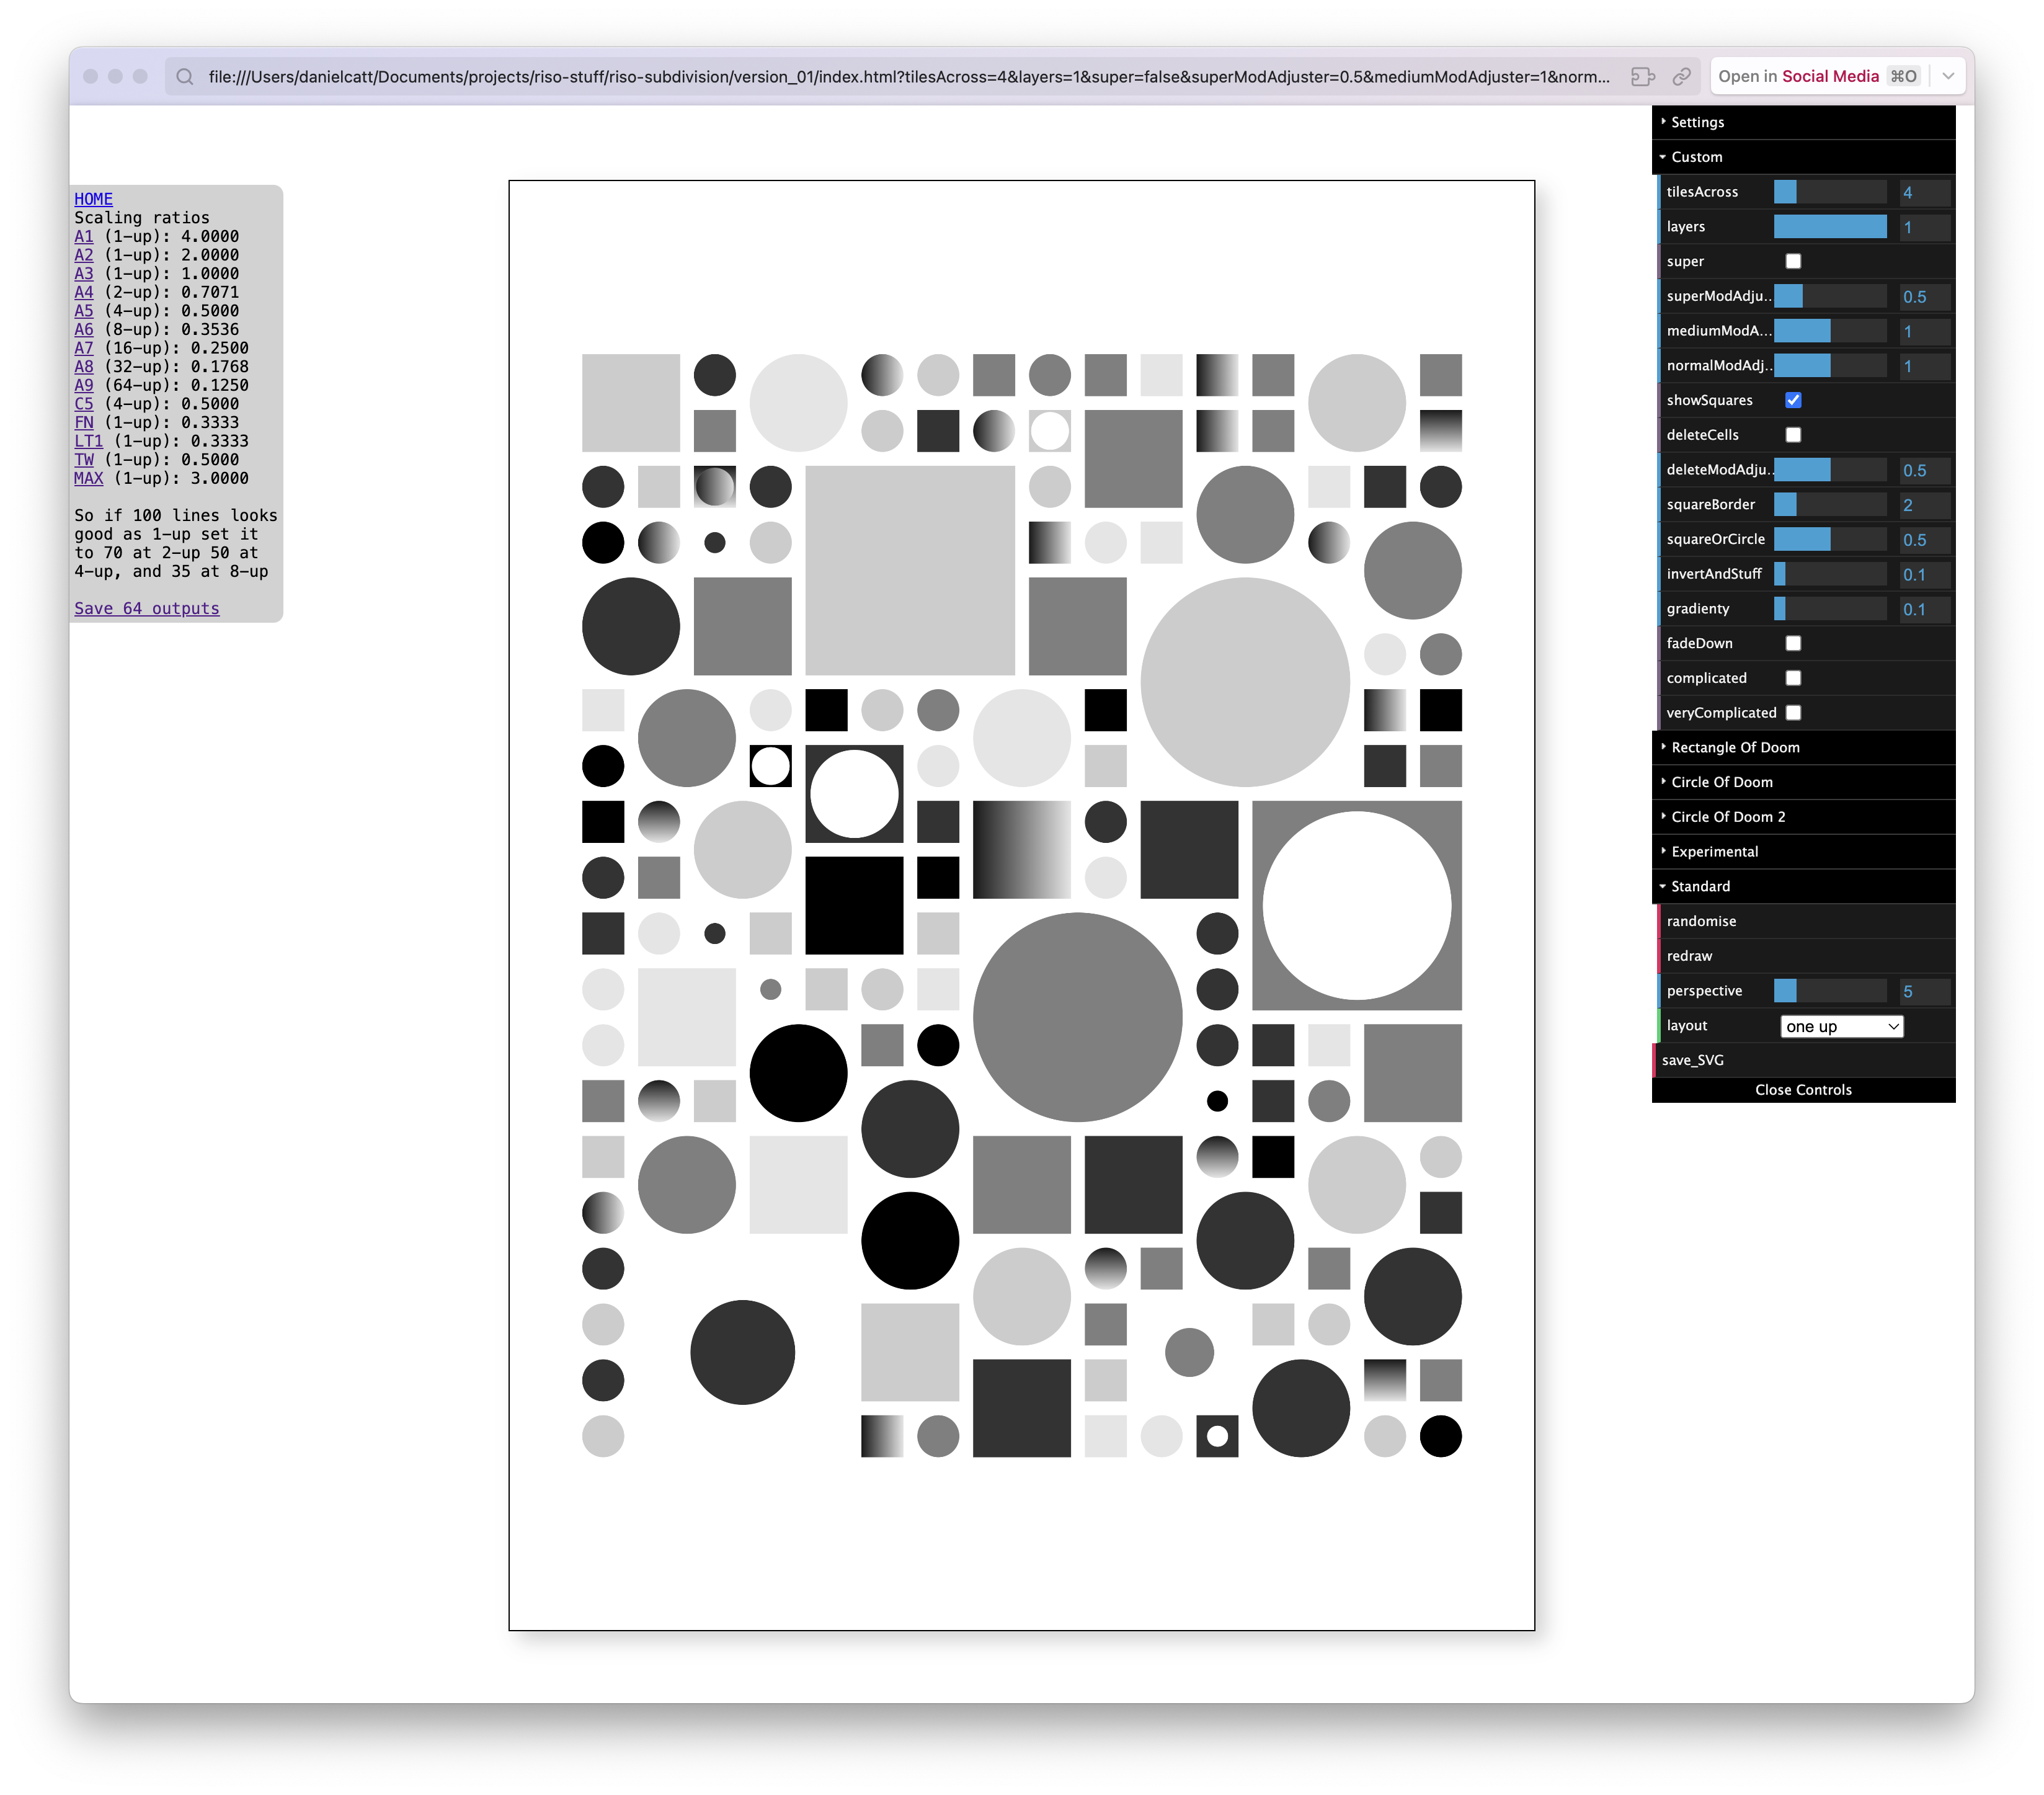 file:///Users/danielcatt/Documents/projects/riso-stuff/riso-subdivision/version_01/index.html?tilesAcross=4&layers=1&super=false&superModAdjuster=0.5&mediumModAdjuster=1&norm...
Open in Social Media ⌘O
HOME
Scaling ratios
A1 (1-up): 4.0000
A2 (1-up): 2.0000
A3 (1-up): 1.0000
A4 (2-up): 0.7071
A5 (4-up): 0.5000
A6 (8-up): 0.3536
A7 (16-up): 0.2500
A8 (32-up): 0.1768
A9 (64-up): 0.1250
C5 (4-up): 0.5000
FN (1-up): 0.3333
LT1 (1-up): 0.3333
TW (1-up): 0.5000
MAX (1-up): 3.0000
So if 100 lines looks
good as 1-up set it
to 70 at 2-up 50 at
4-up, and 35 at 8-up
Save 64 outputs
Settings
Custom
tilesAcross 4
layers 1
super
superModAdju... 0.5
mediumModA... 1
normalModAdj... 1
showSquares
deleteCells
deleteModAdju... 0.5
squareBorder 2
squareOrCircle 0.5
invertAndStuff 0.1
gradienty 0.1
fadeDown
complicated
veryComplicated
Rectangle Of Doom
Circle Of Doom
Circle Of Doom 2
Experimental
Standard
randomise
redraw
perspective 5
layout one up
save_SVG
Close Controls